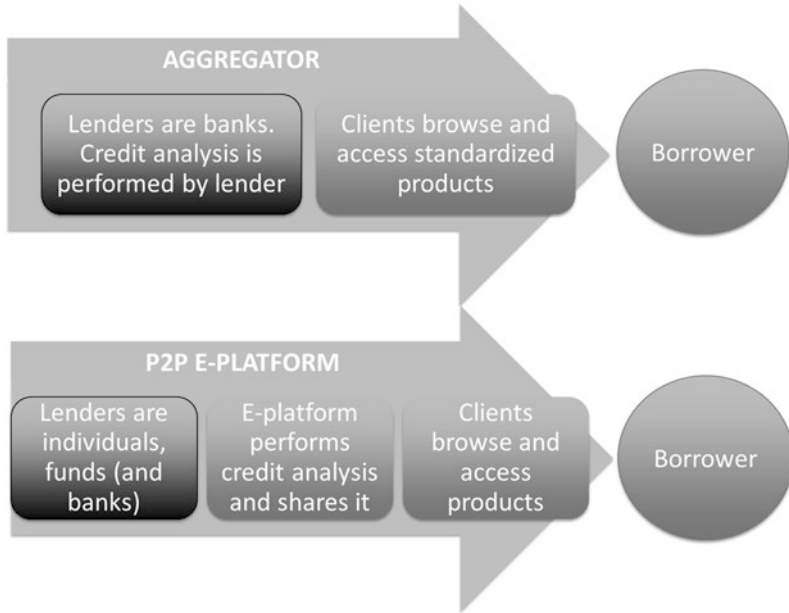 AGGREGATOR
Lenders are banks.
Credit analysis is
performed by lender
Clients browse and
access standardized
products
Borrower
P2P E-PLATFORM
Lenders are
individuals,
funds (and
banks)
E-platform
performs
credit analysis
and shares it
Clients
browse and
access
products
Borrower